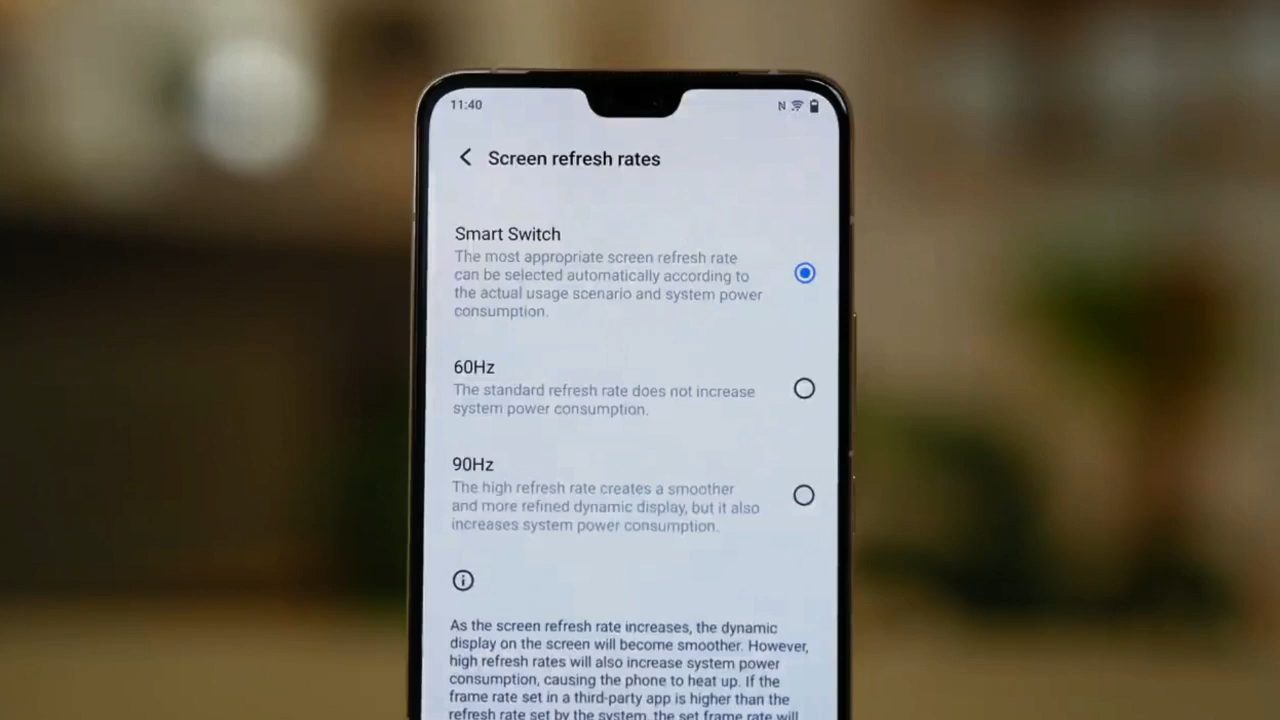 11:40
N
Screen refresh rates
Smart Switch
The most appropriate screen refresh rate
can be selected automatically according to
the actual usage scenario and system power
consumption.
60Hz
The standard refresh rate does not increase
system power consumption.
90Hz
The high refresh rate creates a smoother
and more refined dynamic display, but it also
increases system power consumption.
As the screen refresh rate increases, the dynamic
display on the screen will become smoother. However,
high refresh rates will also increase system power
consumption, causing the phone to heat up. If the
frame rate set in a third-party app is higher than the
refresh rate set by the system, the set frame rate will